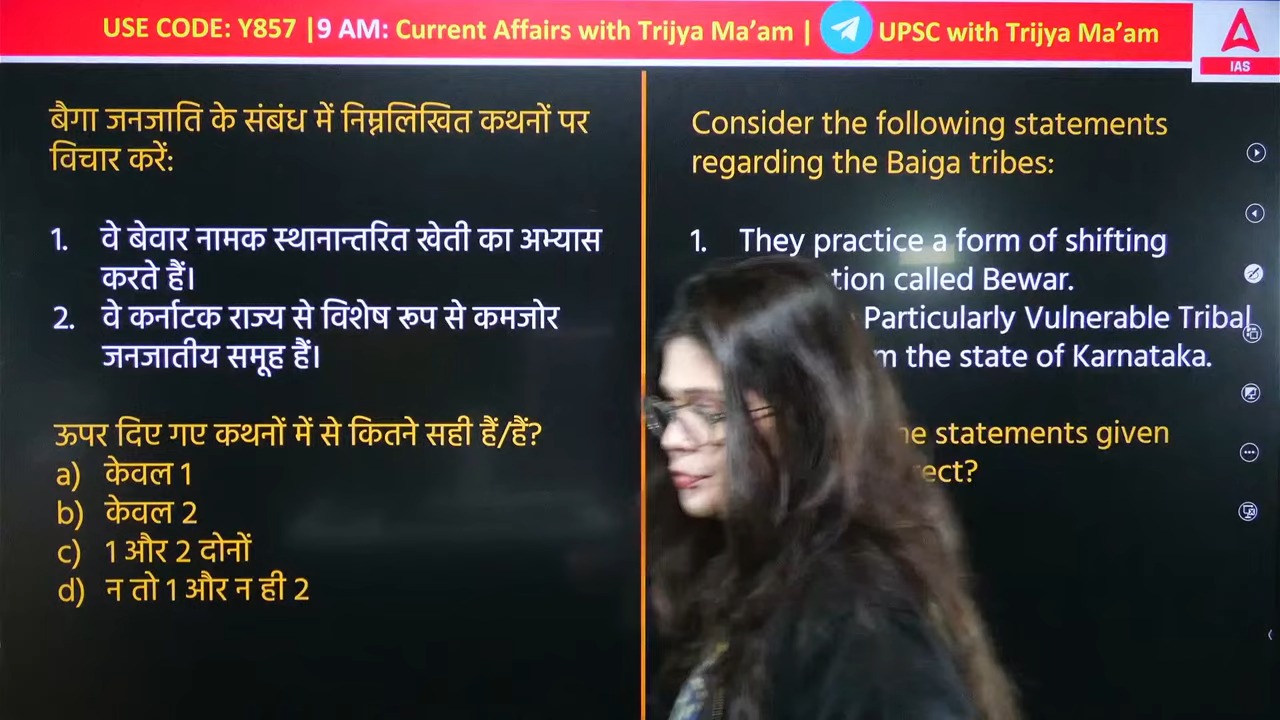 USE CODE: Y857 |9 AM: Current Affairs with Trijya Ma’am | UPSC with Trijya Ma’am
IAS
बैगा जनजाति के संबंध में निम्नलिखित कथनों पर
विचार करें:
1. वे बेवार नामक स्थानान्तरित खेती का अभ्यास
करते हैं।
2. वे कर्नाटक राज्य से विशेष रूप से कमजोर
जनजातीय समूह हैं।
ऊपर दिए गए कथनों में से कितने सही हैं/हैं?
a) केवल 1
b) केवल 2
c) 1 और 2 दोनों
d) न तो 1 और न ही 2
Consider the following statements
regarding the Baiga tribes:
1. They practice a form of shifting
called Bewar.
Particularly Vulnerable Tribal
the state of Karnataka.
statements given